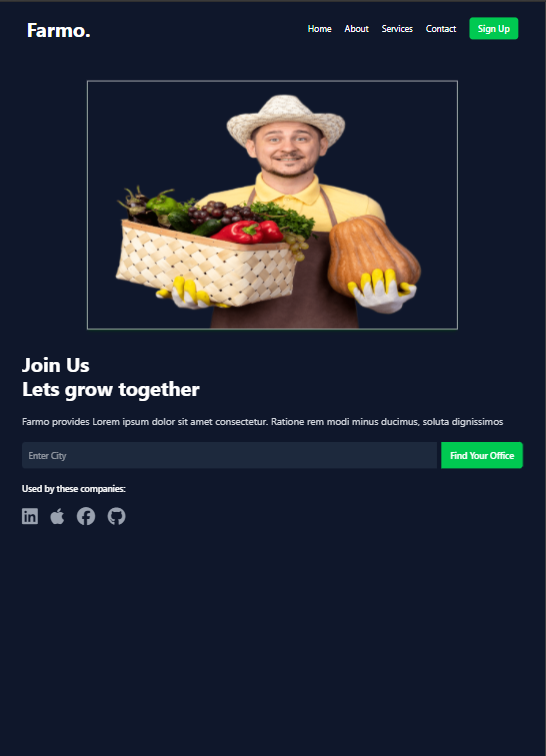 Farmo.
Home About Services Contact Sign Up
Join Us
Lets grow together
Farmo provides Lorem ipsum dolor sit amet consectetur. Ratione rem modi minus ducimus, soluta dignissimos
Enter City Find Your Office
Used by these companies:
in